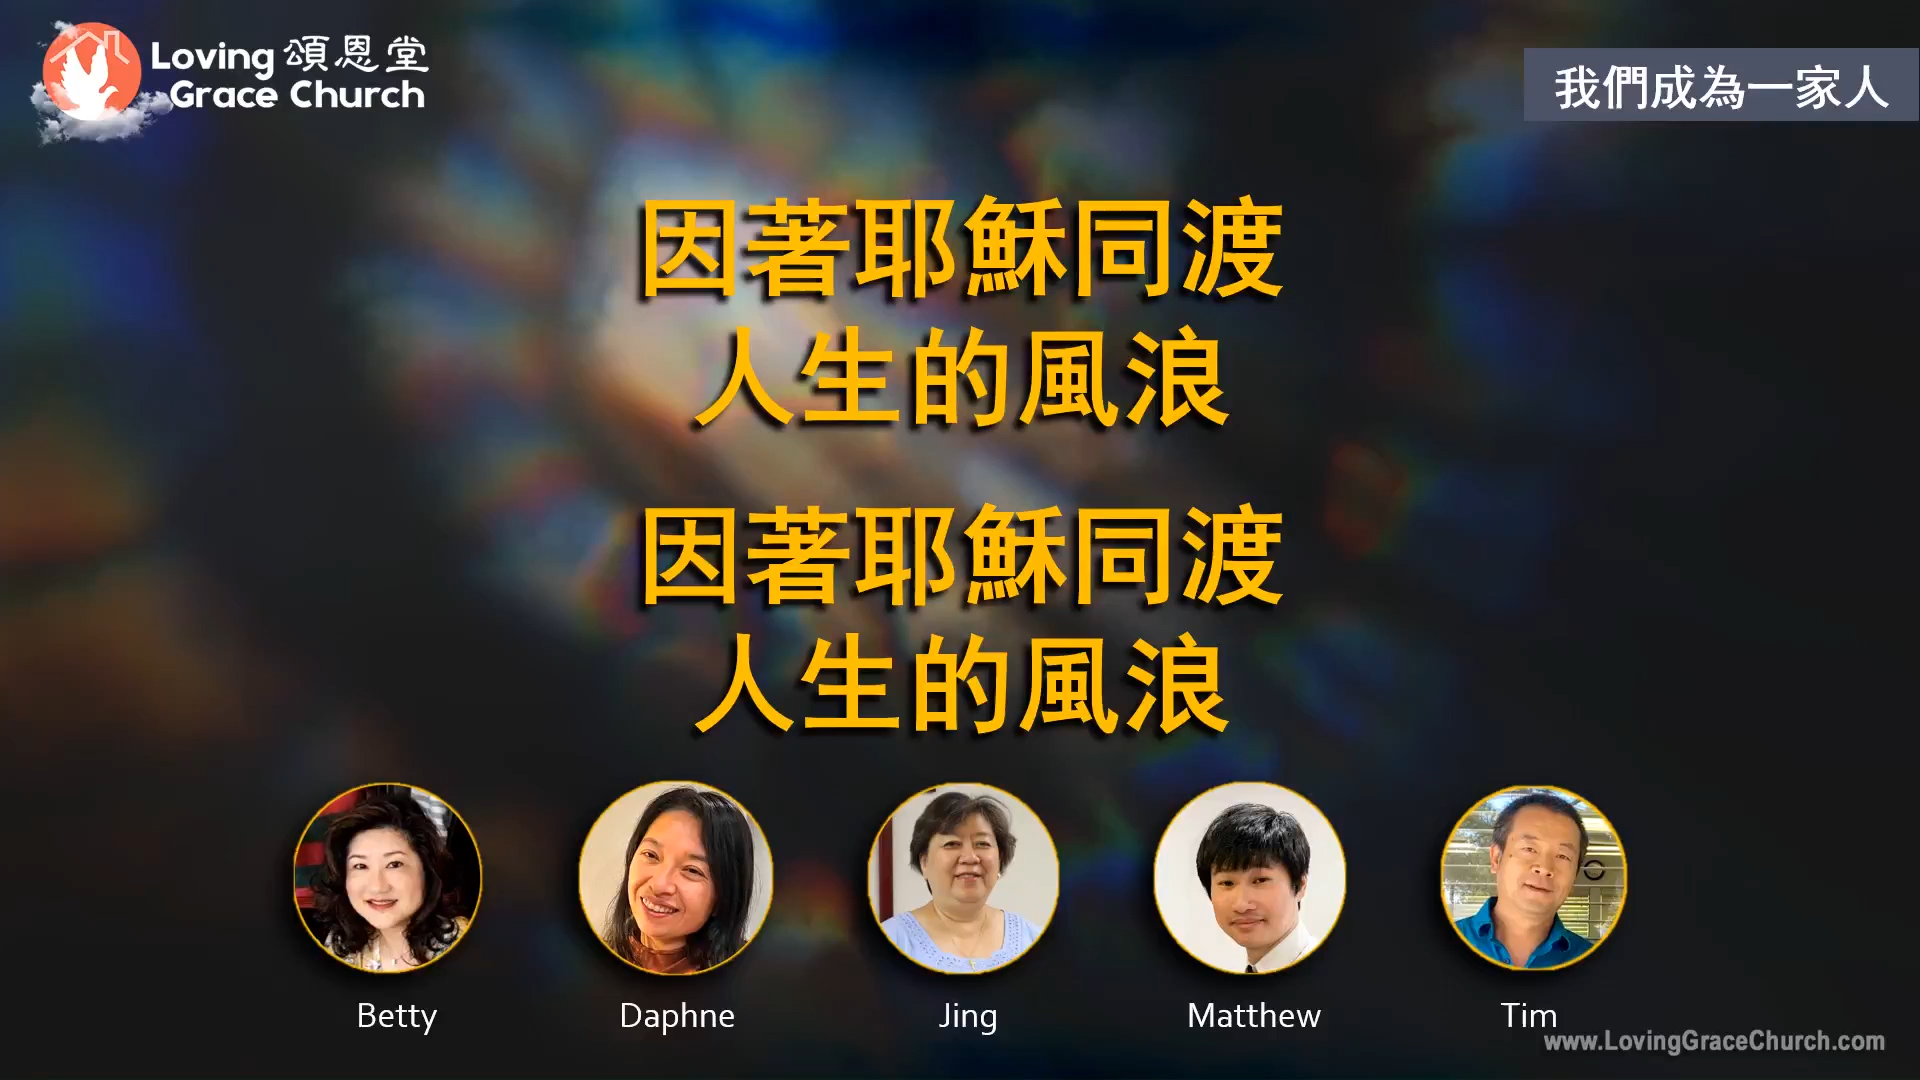 Loving 頌恩堂
Grace Church
我們成為一家人
因著耶穌同渡
人生的風浪
因著耶穌同渡
人生的風浪
Betty
Daphne
Jing
Matthew
Tim
www.LovingGraceChurch.com